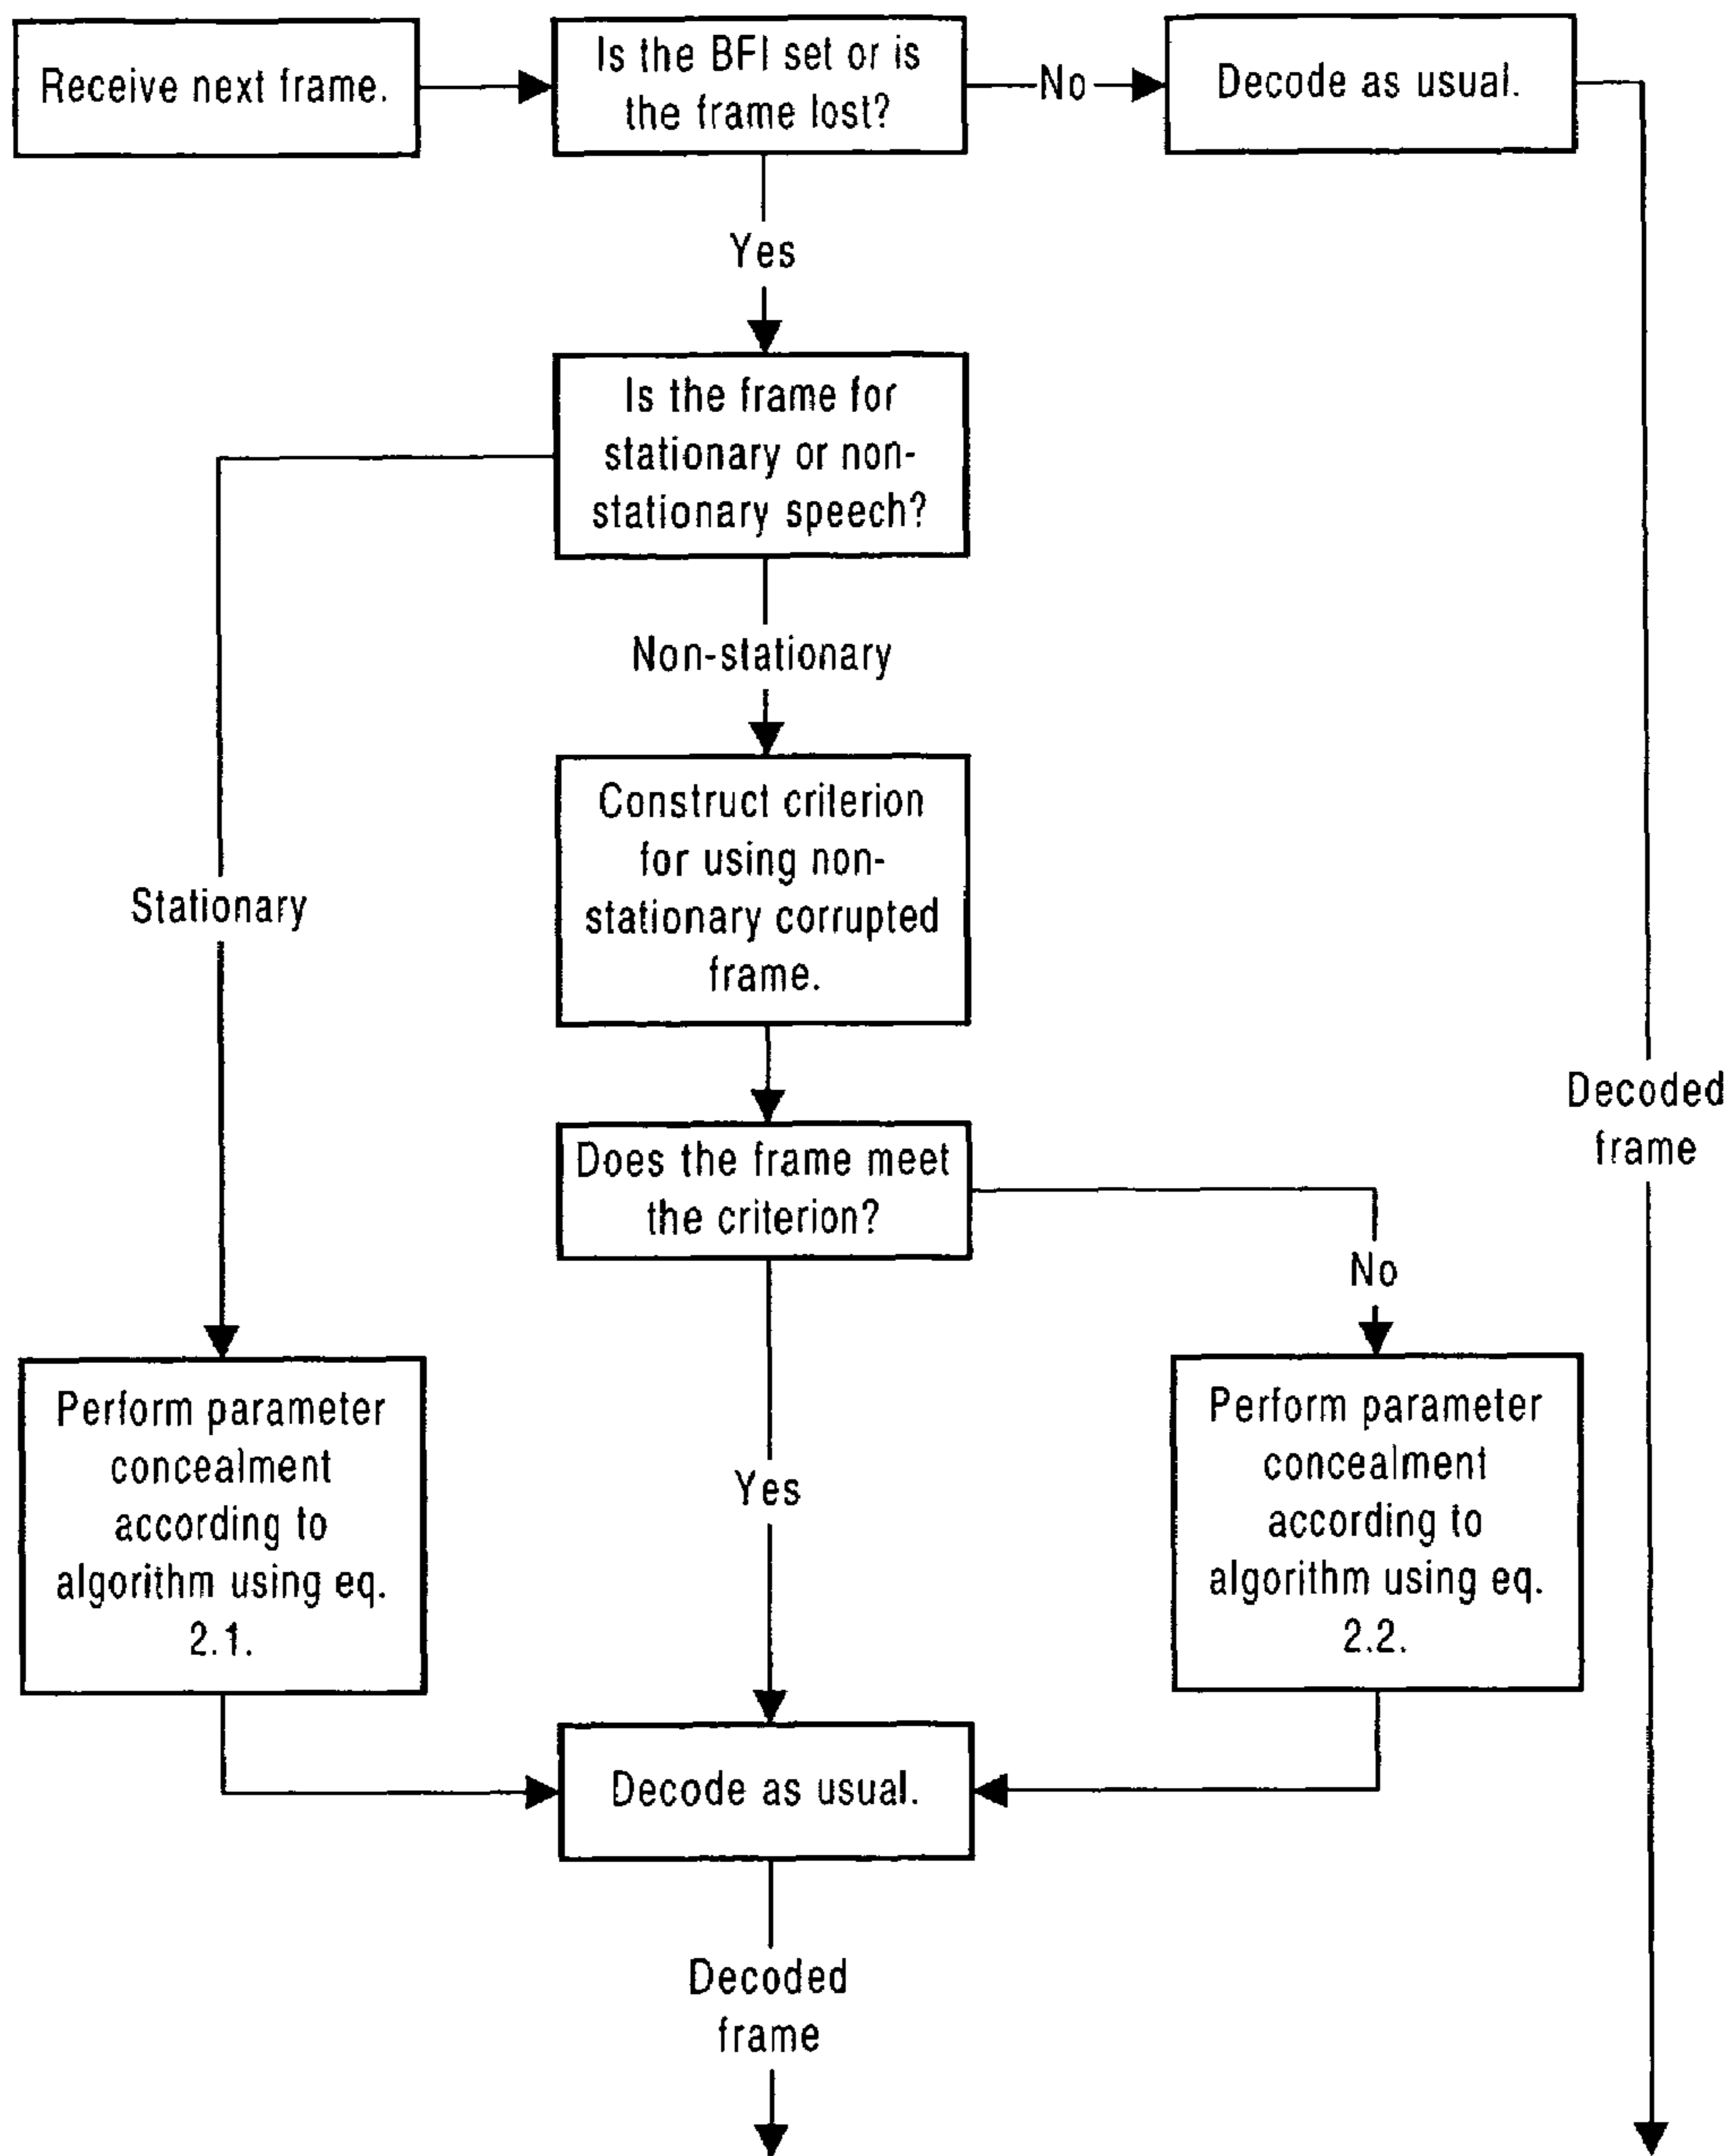 Receive next frame.
Is the BFI set or is
the frame lost?
No
Decode as usual.
Yes
Is the frame for
stationary or non-
stationary speech?
Non-stationary
Construct criterion
for using non-
stationary corrupted
frame.
Stationary
Does the frame meet
the criterion?
Decoded
frame
No
Perform parameter
concealment
according to
algorithm using eq.
2.1.
Yes
Perform parameter
concealment
according to
algorithm using eq.
2.2.
Decode as usual.
Decoded
frame